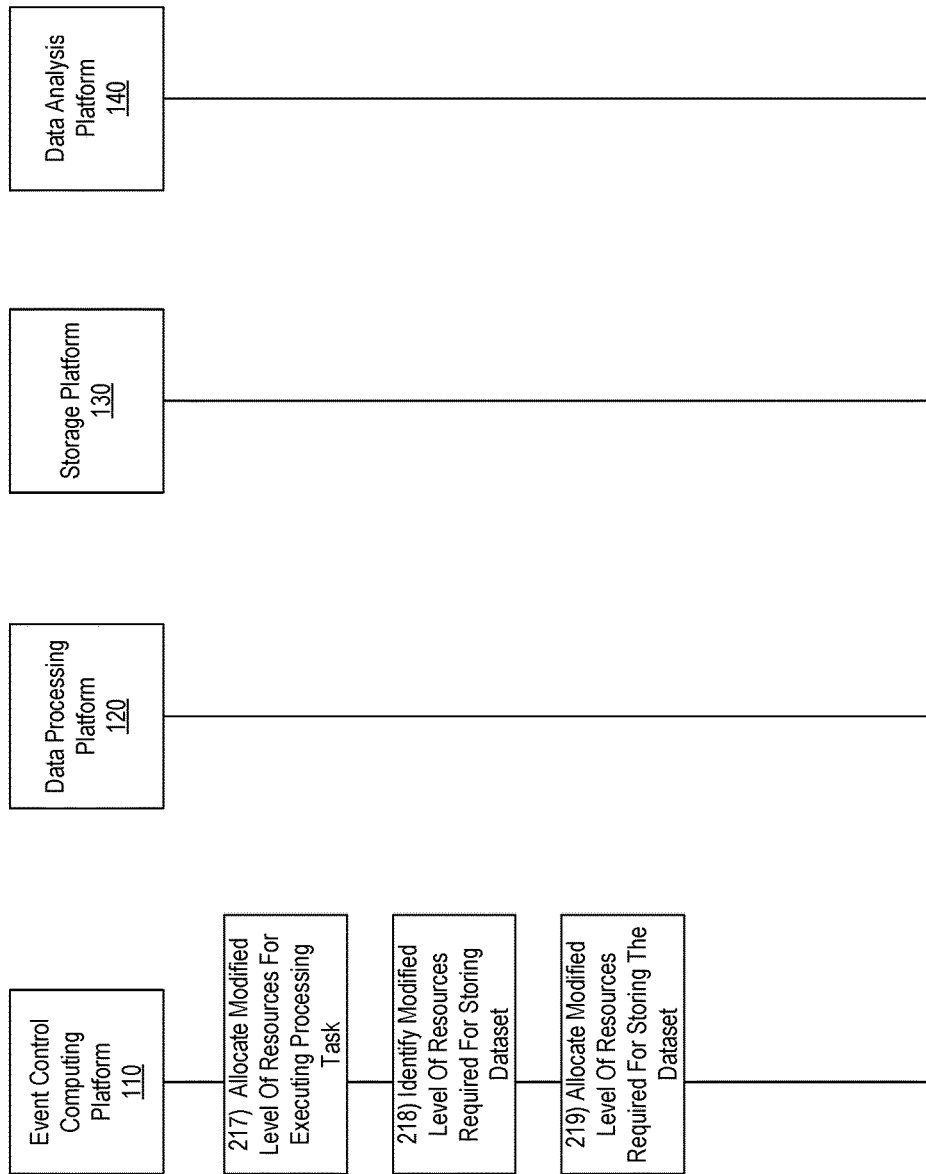 Event Control
Computing
Platform
110
Data Processing
Platform
120
Storage Platform
130
Data Analysis
Platform
140
217) Allocate Modified
Level Of Resources For
Executing Processing
Task
218) Identify Modified
Level Of Resources
Required For Storing
Dataset
219) Allocate Modified
Level Of Resources
Required For Storing The
Dataset